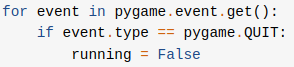 for event in pygame.event.get():
    if event.type == pygame.QUIT:
        running = False